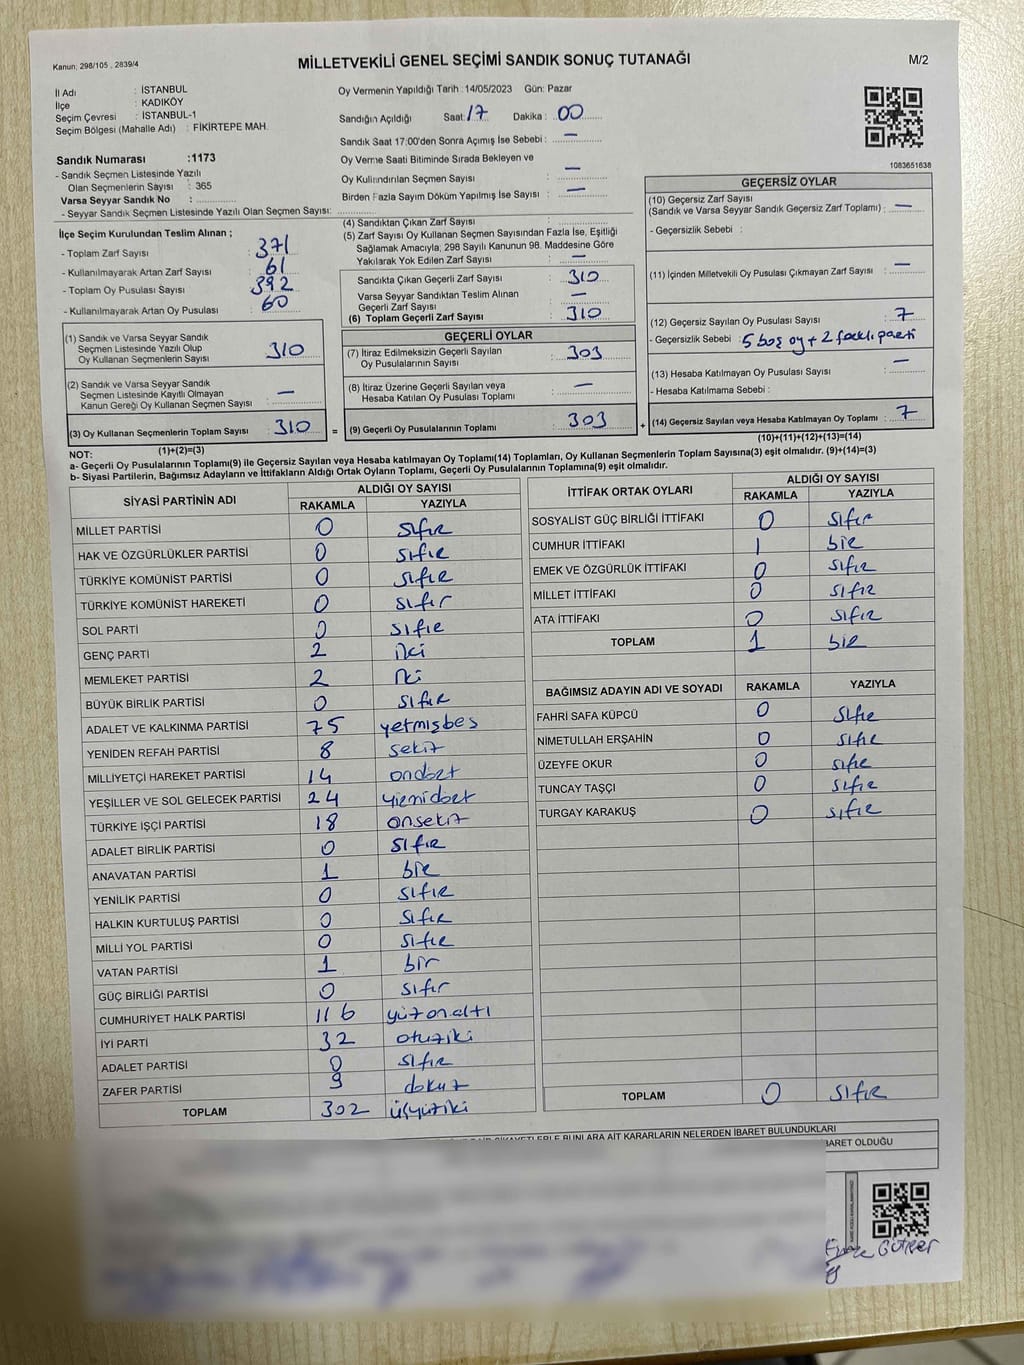 Kanun: 298/105 , 2839/4
MİLLETVEKİLİ GENEL SEÇİMİ SANDIK SONUÇ TUTANAĞI
M/2
İl Adı : İSTANBUL
İlçe : KADIKÖY
Seçim Çevresi : İSTANBUL-1
Seçim Bölgesi (Mahalle Adı) : FİKİRTEPE MAH.
Sandık Numarası :1173
- Sandık Seçmen Listesinde Yazılı
Olan Seçmenlerin Sayısı : 365
Varsa Seyyar Sandık No :
- Seyyar Sandık Seçmen Listesinde Yazılı Olan Seçmen Sayısı:
Oy Vermenin Yapıldığı Tarih :14/05/2023 Gün: Pazar
Sandığın Açıldığı Saat: 17 Dakika : 00
Sandık Saat 17:00'den Sonra Açımış İse Sebebi : —
Oy Verme Saati Bitiminde Sırada Bekleyen ve
Oy Kullandırılan Seçmen Sayısı : —
Birden Fazla Sayım Döküm Yapılmış İse Sayısı : —
1083651838
İlçe Seçim Kurulundan Teslim Alınan ;
- Toplam Zarf Sayısı : 371
- Kullanılmayarak Artan Zarf Sayısı : 61
- Toplam Oy Pusulası Sayısı : 392
- Kullanılmayarak Artan Oy Pusulası : 60
(4) Sandıktan Çıkan Zarf Sayısı :
(5) Zarf Sayısı Oy Kullanan Seçmen Sayısından Fazla İse, Eşitliği
Sağlamak Amacıyla; 298 Sayılı Kanunun 98. Maddesine Göre
Yakılarak Yok Edilen Zarf Sayısı : —
Sandıkta Çıkan Geçerli Zarf Sayısı : 310
Varsa Seyyar Sandıktan Teslim Alınan
Geçerli Zarf Sayısı : —
(6) Toplam Geçerli Zarf Sayısı : 310
GEÇERSİZ OYLAR
(10) Geçersiz Zarf Sayısı
(Sandık ve Varsa Seyyar Sandık Geçersiz Zarf Toplamı) : —
- Geçersizlik Sebebi :
(11) İçinden Milletvekili Oy Pusulası Çıkmayan Zarf Sayısı : —
(12) Geçersiz Sayılan Oy Pusulası Sayısı : 7
- Geçersizlik Sebebi : 5 boş oy + 2 farklı parti
(13) Hesaba Katılmayan Oy Pusulası Sayısı : —
- Hesaba Katılmama Sebebi :
(14) Geçersiz Sayılan veya Hesaba Katılmayan Oy Toplamı : 7
(10)+(11)+(12)+(13)=(14)
(1) Sandık ve Varsa Seyyar Sandık
Seçmen Listesinde Yazılı Olup
Oy Kullanan Seçmenlerin Sayısı : 310
(2) Sandık ve Varsa Seyyar Sandık
Seçmen Listesinde Kayıtlı Olmayan
Kanun Gereği Oy Kullanan Seçmen Sayısı : —
(3) Oy Kullanan Seçmenlerin Toplam Sayısı : 310 =
(1)+(2)=(3)
GEÇERLİ OYLAR
(7) İtiraz Edilmeksizin Geçerli Sayılan
Oy Pusulalarının Sayısı : 303
(8) İtiraz Üzerine Geçerli Sayılan veya
Hesaba Katılan Oy Pusulası Toplamı : —
(9) Geçerli Oy Pusulalarının Toplamı : 303 +
NOT:
a- Geçerli Oy Pusulalarının Toplamı(9) ile Geçersiz Sayılan veya Hesaba katılmayan Oy Toplamı(14) Toplamları, Oy Kullanan Seçmenlerin Toplam Sayısına(3) eşit olmalıdır. (9)+(14)=(3)
b- Siyasi Partilerin, Bağımsız Adayların ve İttifakların Aldığı Ortak Oyların Toplamı, Geçerli Oy Pusulalarının Toplamına(9) eşit olmalıdır.
SİYASİ PARTİNİN ADI ALDIĞI OY SAYISI
RAKAMLA YAZIYLA
MİLLET PARTİSİ 0 sıfır
HAK VE ÖZGÜRLÜKLER PARTİSİ 0 sıfır
TÜRKİYE KOMÜNİST PARTİSİ 0 sıfır
TÜRKİYE KOMÜNİST HAREKETİ 0 sıfır
SOL PARTİ 0 sıfır
GENÇ PARTİ 2 iki
MEMLEKET PARTİSİ 2 iki
BÜYÜK BİRLİK PARTİSİ 0 sıfır
ADALET VE KALKINMA PARTİSİ 75 yetmişbeş
YENİDEN REFAH PARTİSİ 8 sekiz
MİLLİYETÇİ HAREKET PARTİSİ 14 ondört
YEŞİLLER VE SOL GELECEK PARTİSİ 24 yirmidört
TÜRKİYE İŞÇİ PARTİSİ 18 onsekiz
ADALET BİRLİK PARTİSİ 0 sıfır
ANAVATAN PARTİSİ 1 bir
YENİLİK PARTİSİ 0 sıfır
HALKIN KURTULUŞ PARTİSİ 0 sıfır
MİLLİ YOL PARTİSİ 0 sıfır
VATAN PARTİSİ 1 bir
GÜÇ BİRLİĞİ PARTİSİ 0 sıfır
CUMHURİYET HALK PARTİSİ 116 yüzonaltı
İYİ PARTİ 32 otuziki
ADALET PARTİSİ 0 sıfır
ZAFER PARTİSİ 9 dokuz
TOPLAM 302 üçyüziki
İTTİFAK ORTAK OYLARI ALDIĞI OY SAYISI
RAKAMLA YAZIYLA
SOSYALİST GÜÇ BİRLİĞİ İTTİFAKI 0 sıfır
CUMHUR İTTİFAKI 1 bir
EMEK VE ÖZGÜRLÜK İTTİFAKI 0 sıfır
MİLLET İTTİFAKI 0 sıfır
ATA İTTİFAKI 0 sıfır
TOPLAM 1 bir
BAĞIMSIZ ADAYIN ADI VE SOYADI RAKAMLA YAZIYLA
FAHRİ SAFA KÜPCÜ 0 sıfır
NİMETULLAH ERŞAHİN 0 sıfır
ÜZEYFE OKUR 0 sıfır
TUNCAY TAŞÇI 0 sıfır
TURGAY KARAKUŞ 0 sıfır
TOPLAM 0 sıfır
ŞİKAYETLERLE BUNLARA AİT KARARLARIN NELERDEN İBARET BULUNDUKLARI
İBARET OLDUĞU